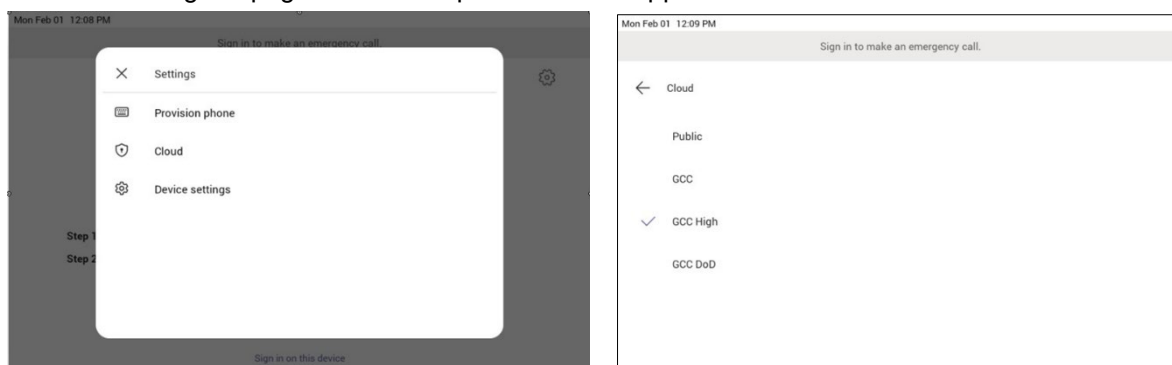 Mon Feb 01 12:08 PM
Sign in to make an emergency call.
Settings
Provision phone
Cloud
Device settings
Step 1
Step 2
Sign in on this device
Mon Feb 01 12:09 PM
Sign in to make an emergency call.
Cloud
Public
GCC
GCC High
GCC DoD